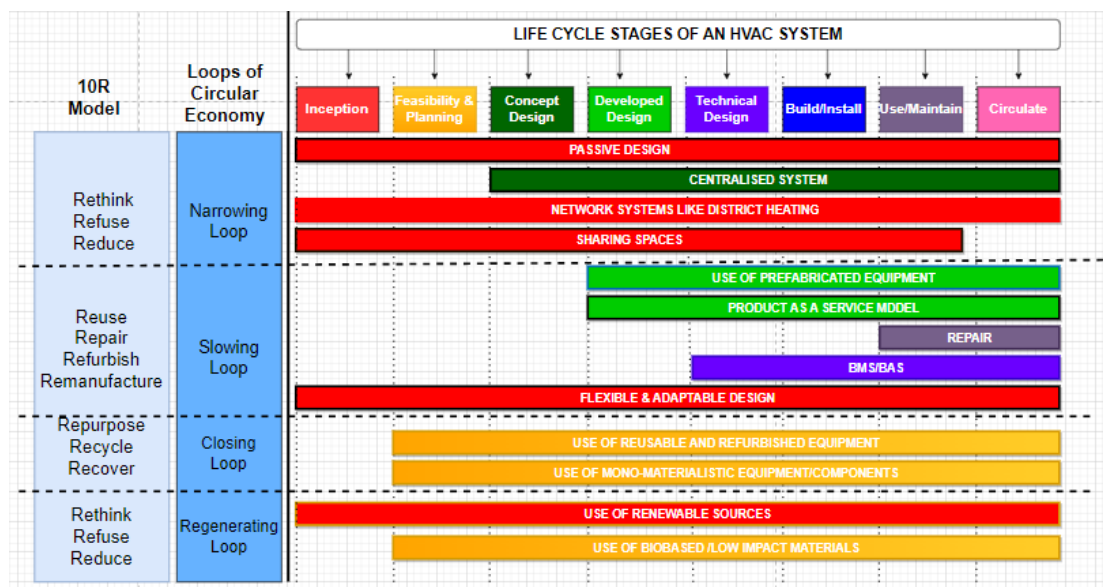 LIFE CYCLE STAGES OF AN HVAC SYSTEM
10R
Model
Loops of
Circular
Economy
Inception
Feasibility &
Planning
Concept
Design
Developed
Design
Technical
Design
Build/Install
Use/Maintain
Circulate
Rethink
Refuse
Reduce
Narrowing
Loop
PASSIVE DESIGN
CENTRALISED SYSTEM
NETWORK SYSTEMS LIKE DISTRICT HEATING
SHARING SPACES
Reuse
Repair
Refurbish
Remanufacture
Slowing
Loop
USE OF PREFABRICATED EQUIPMENT
PRODUCT AS A SERVICE MDDEL
REPAIR
BMS/BAS
FLEXIBLE & ADAPTABLE DESIGN
Repurpose
Recycle
Recover
Closing
Loop
USE OF REUSABLE AND REFURBISHED EQUIPMENT
USE OF MONO-MATERIALISTIC EQUIPMENT/COMPONENTS
Rethink
Refuse
Reduce
Regenerating
Loop
USE OF RENEWABLE SOURCES
USE OF BIOBASED /LOW IMPACT MATERIALS